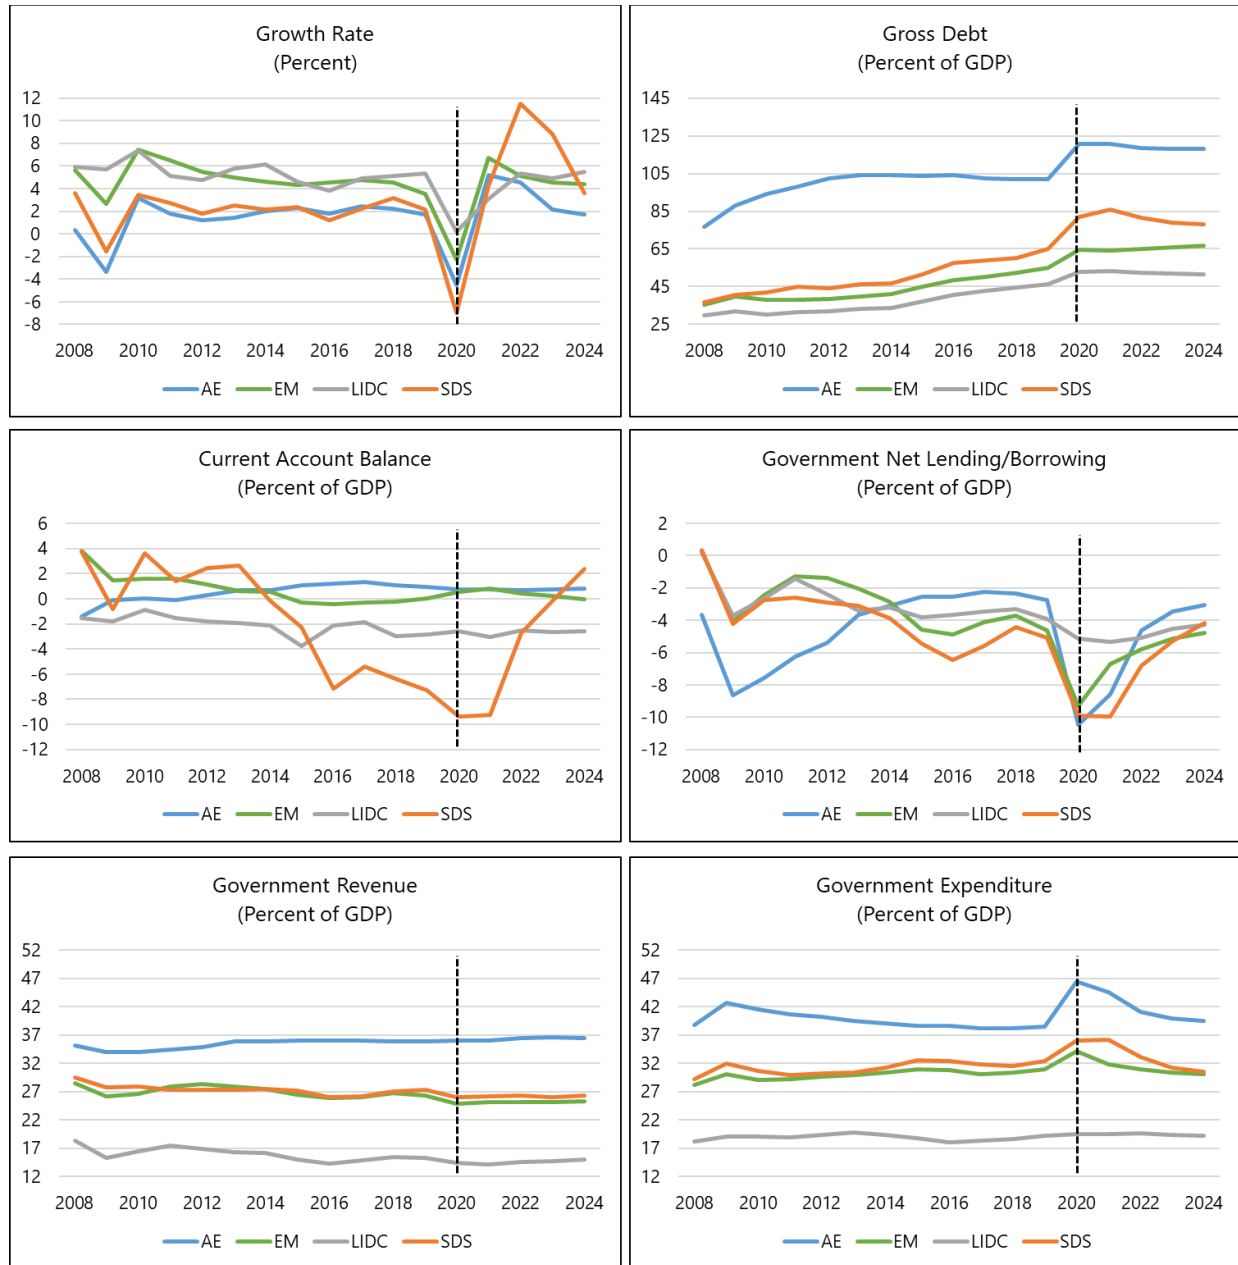 Growth Rate
(Percent)
12
10
8
6
4
2
0
-2
-4
-6
-8
2008 2010 2012 2014 2016 2018 2020 2022 2024
AE EM LIDC SDS
Gross Debt
(Percent of GDP)
145
125
105
85
65
45
25
2008 2010 2012 2014 2016 2018 2020 2022 2024
AE EM LIDC SDS
Current Account Balance
(Percent of GDP)
6
4
2
0
-2
-4
-6
-8
-10
-12
2008 2010 2012 2014 2016 2018 2020 2022 2024
AE EM LIDC SDS
Government Net Lending/Borrowing
(Percent of GDP)
2
0
-2
-4
-6
-8
-10
-12
2008 2010 2012 2014 2016 2018 2020 2022 2024
AE EM LIDC SDS
Government Revenue
(Percent of GDP)
52
47
42
37
32
27
22
17
12
2008 2010 2012 2014 2016 2018 2020 2022 2024
AE EM LIDC SDS
Government Expenditure
(Percent of GDP)
52
47
42
37
32
27
22
17
12
2008 2010 2012 2014 2016 2018 2020 2022 2024
AE EM LIDC SDS